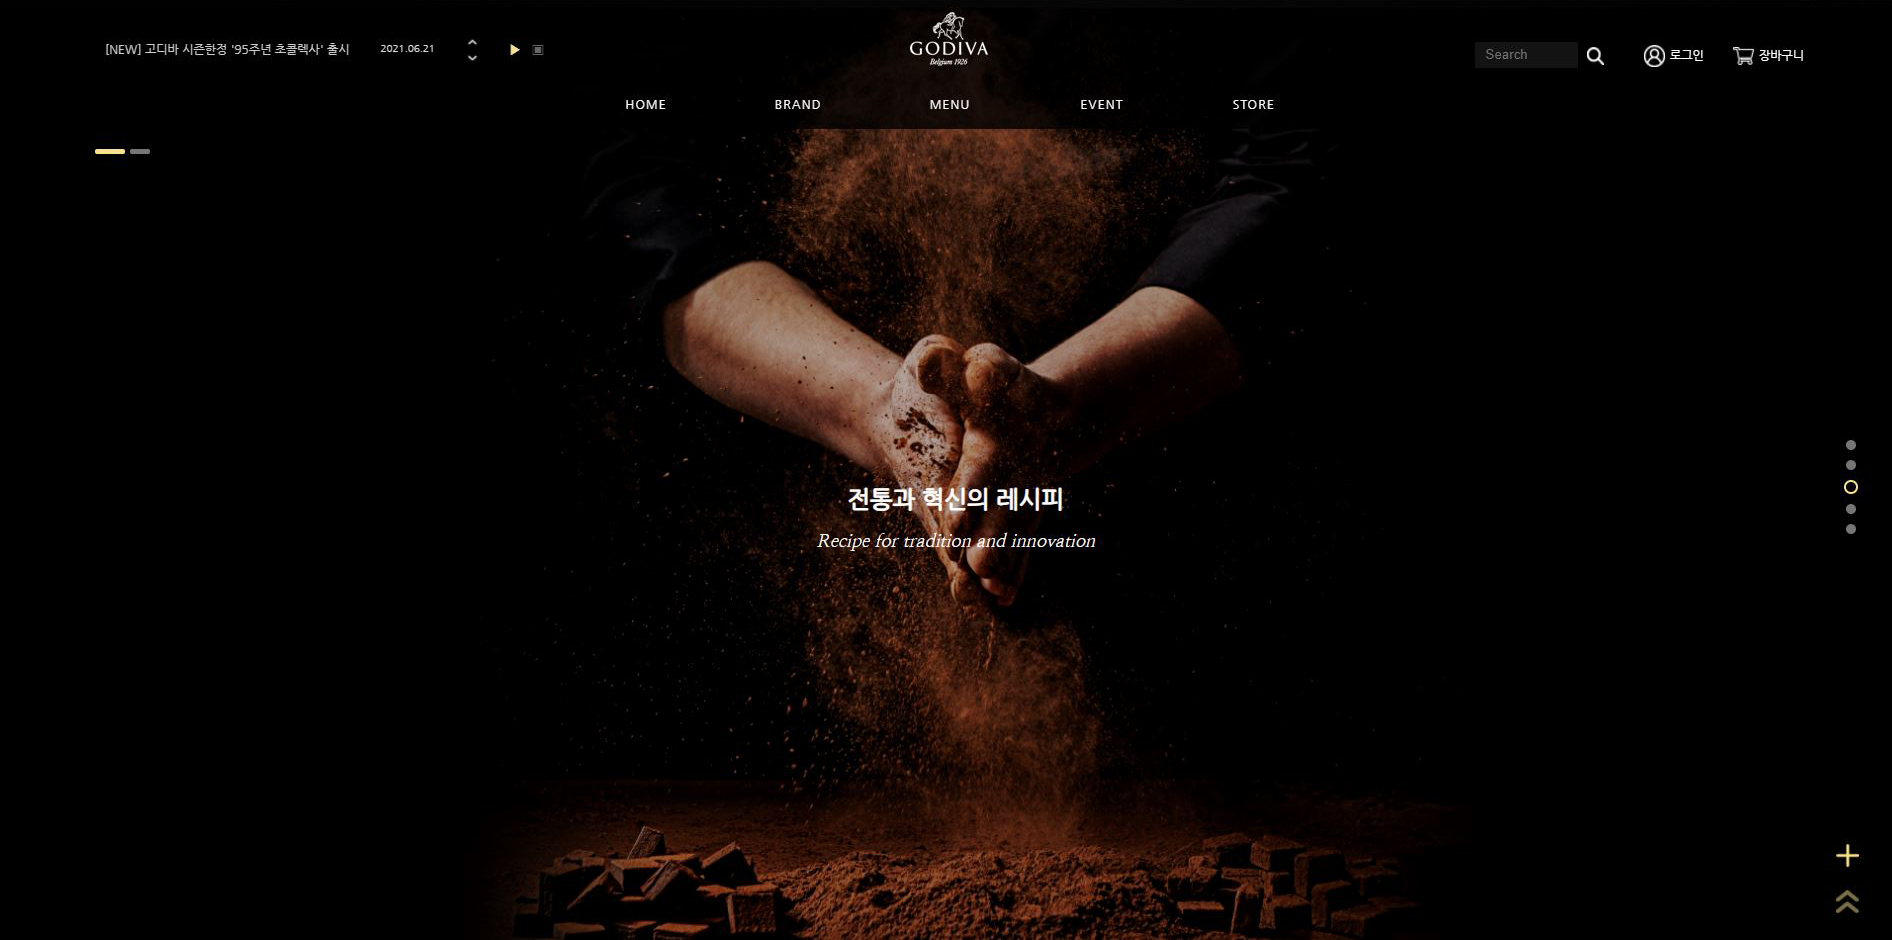 [NEW] 고디바 시즌한정 '95주년 초콜렉사' 출시 2021.06.21
GODIVA
Belgium 1926
Search
로그인
장바구니
HOME BRAND MENU EVENT STORE
전통과 혁신의 레시피
Recipe for tradition and innovation